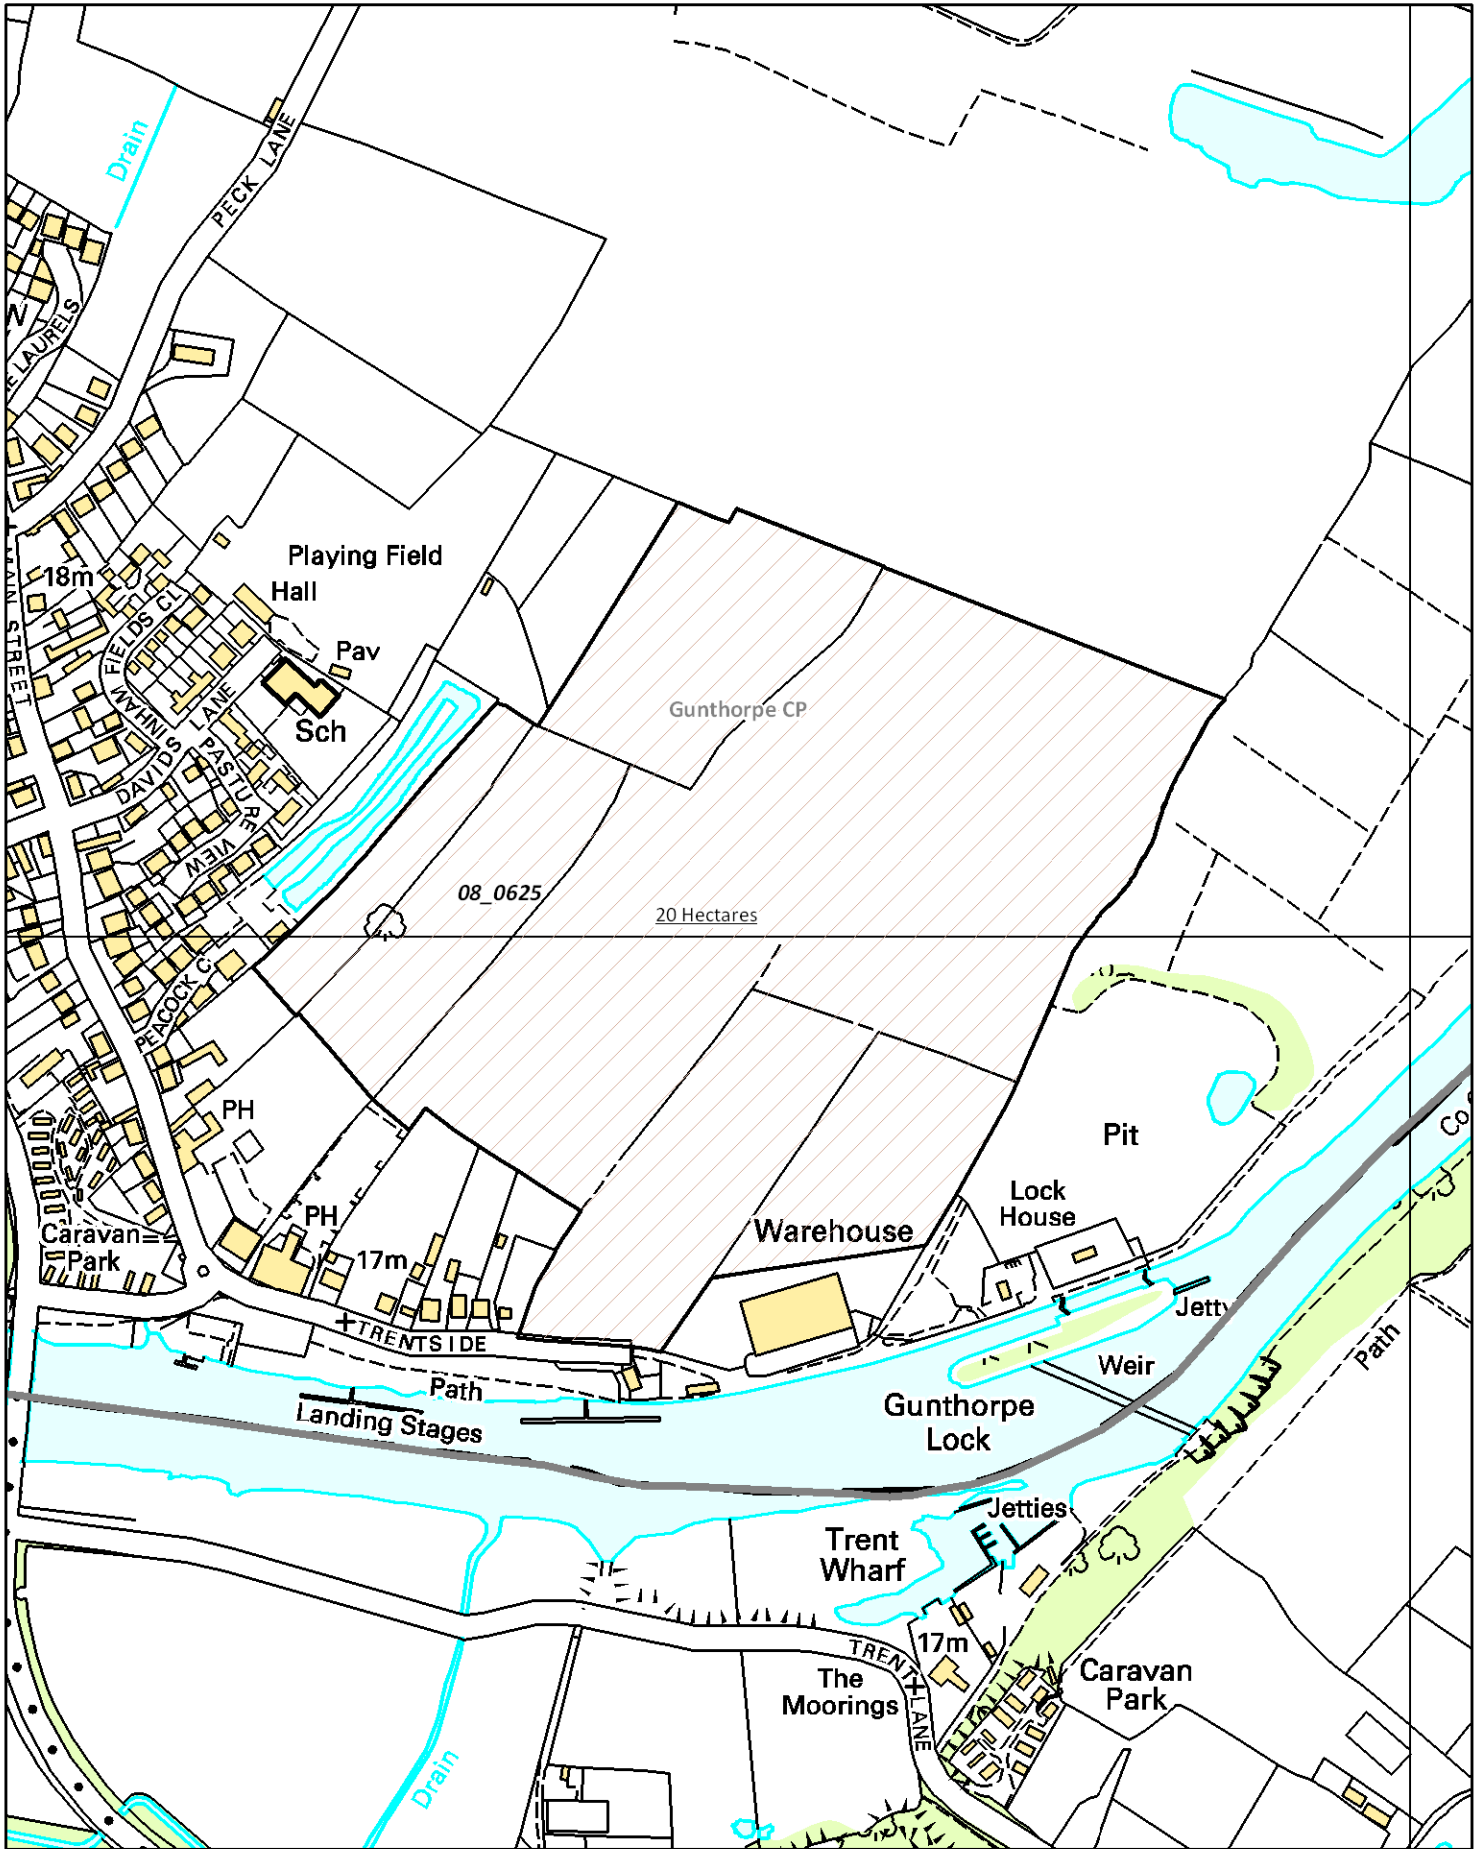 Drain
PECK LANE
LAURELS
Playing Field
18m
Hall
MAIN STREET
FIELDS CL
Pav
INHAM
Sch
DAVIDS LANE
PASTURE
VIEW
Gunthorpe CP
08_0625
20 Hectares
PEACOCK C
PH
Pit
Lock
House
PH
Warehouse
Caravan
Park
17m
TRENTSIDE
Jetty
Weir
Path
Path
Landing Stages
Gunthorpe
Lock
Jetties
Trent
Wharf
17m
TRENT LANE
The
Moorings
Caravan
Park
Drain